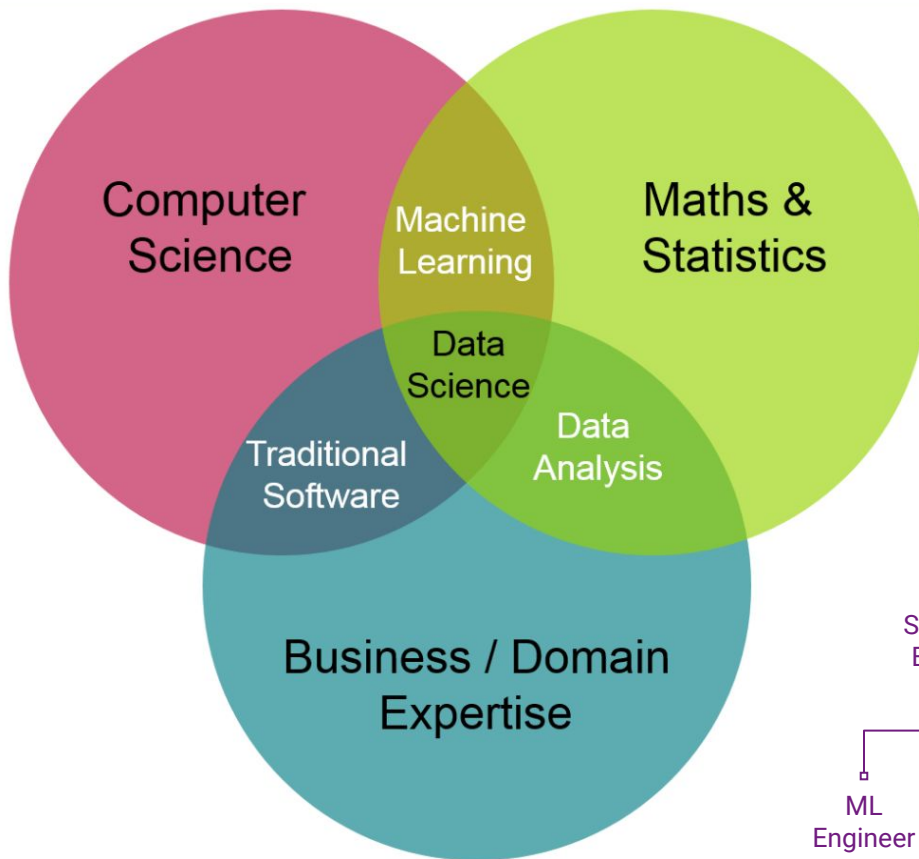 Computer
Science
Maths &
Statistics
Machine
Learning
Data
Science
Traditional
Software
Data
Analysis
Business / Domain
Expertise
ML
Engineer